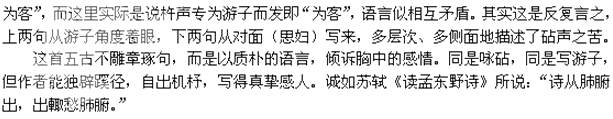 为客”，而这里实际是说杵声专为游子而发即“为客”，语言似相互矛盾。其实这是反复言之，
上两句从游子角度着眼，下两句从对面（思妇）写来，多层次、多侧面地描述了砧声之苦。
这首五古不雕章琢句，而是以质朴的语言，倾诉胸中的感情。同是咏砧，同是写游子，
但作者能独辟蹊径，自出机杼，写得真挚感人。诚如苏轼《读孟东野诗》所说：“诗从肺腑
出，出輙愁肺腑。”